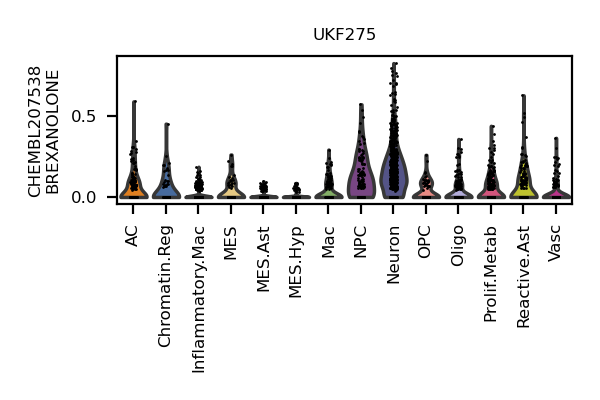 UKF275
CHEMBL207538
BREXANOLONE
0.5
0.0
AC
Chromatin.Reg
Inflammatory.Mac
MES
MES.Ast
MES.Hyp
Mac
NPC
Neuron
OPC
Oligo
Prolif.Metab
Reactive.Ast
Vasc